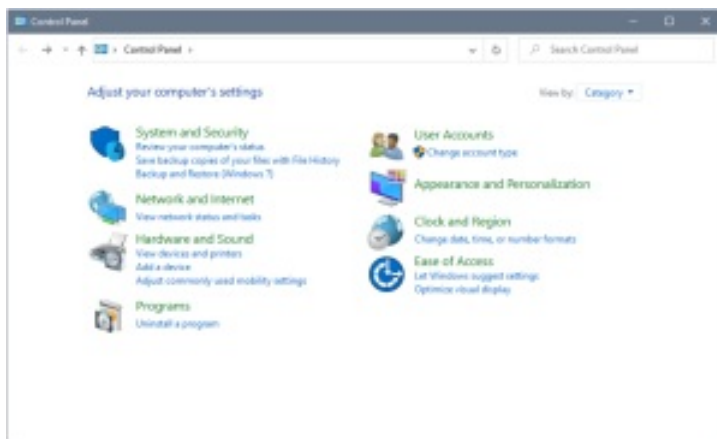 Control Panel
Control Panel
Search Control Panel
Adjust your computer's settings
View by: Category
System and Security
Review your computer's status
Save backup copies of your files with File History
Backup and Restore (Windows 7)
Network and Internet
View network status and tasks
Hardware and Sound
View devices and printers
Add a device
Adjust commonly used mobility settings
Programs
Uninstall a program
User Accounts
Change account type
Appearance and Personalization
Clock and Region
Change date, time, or number formats
Ease of Access
Let Windows suggest settings
Optimize visual display